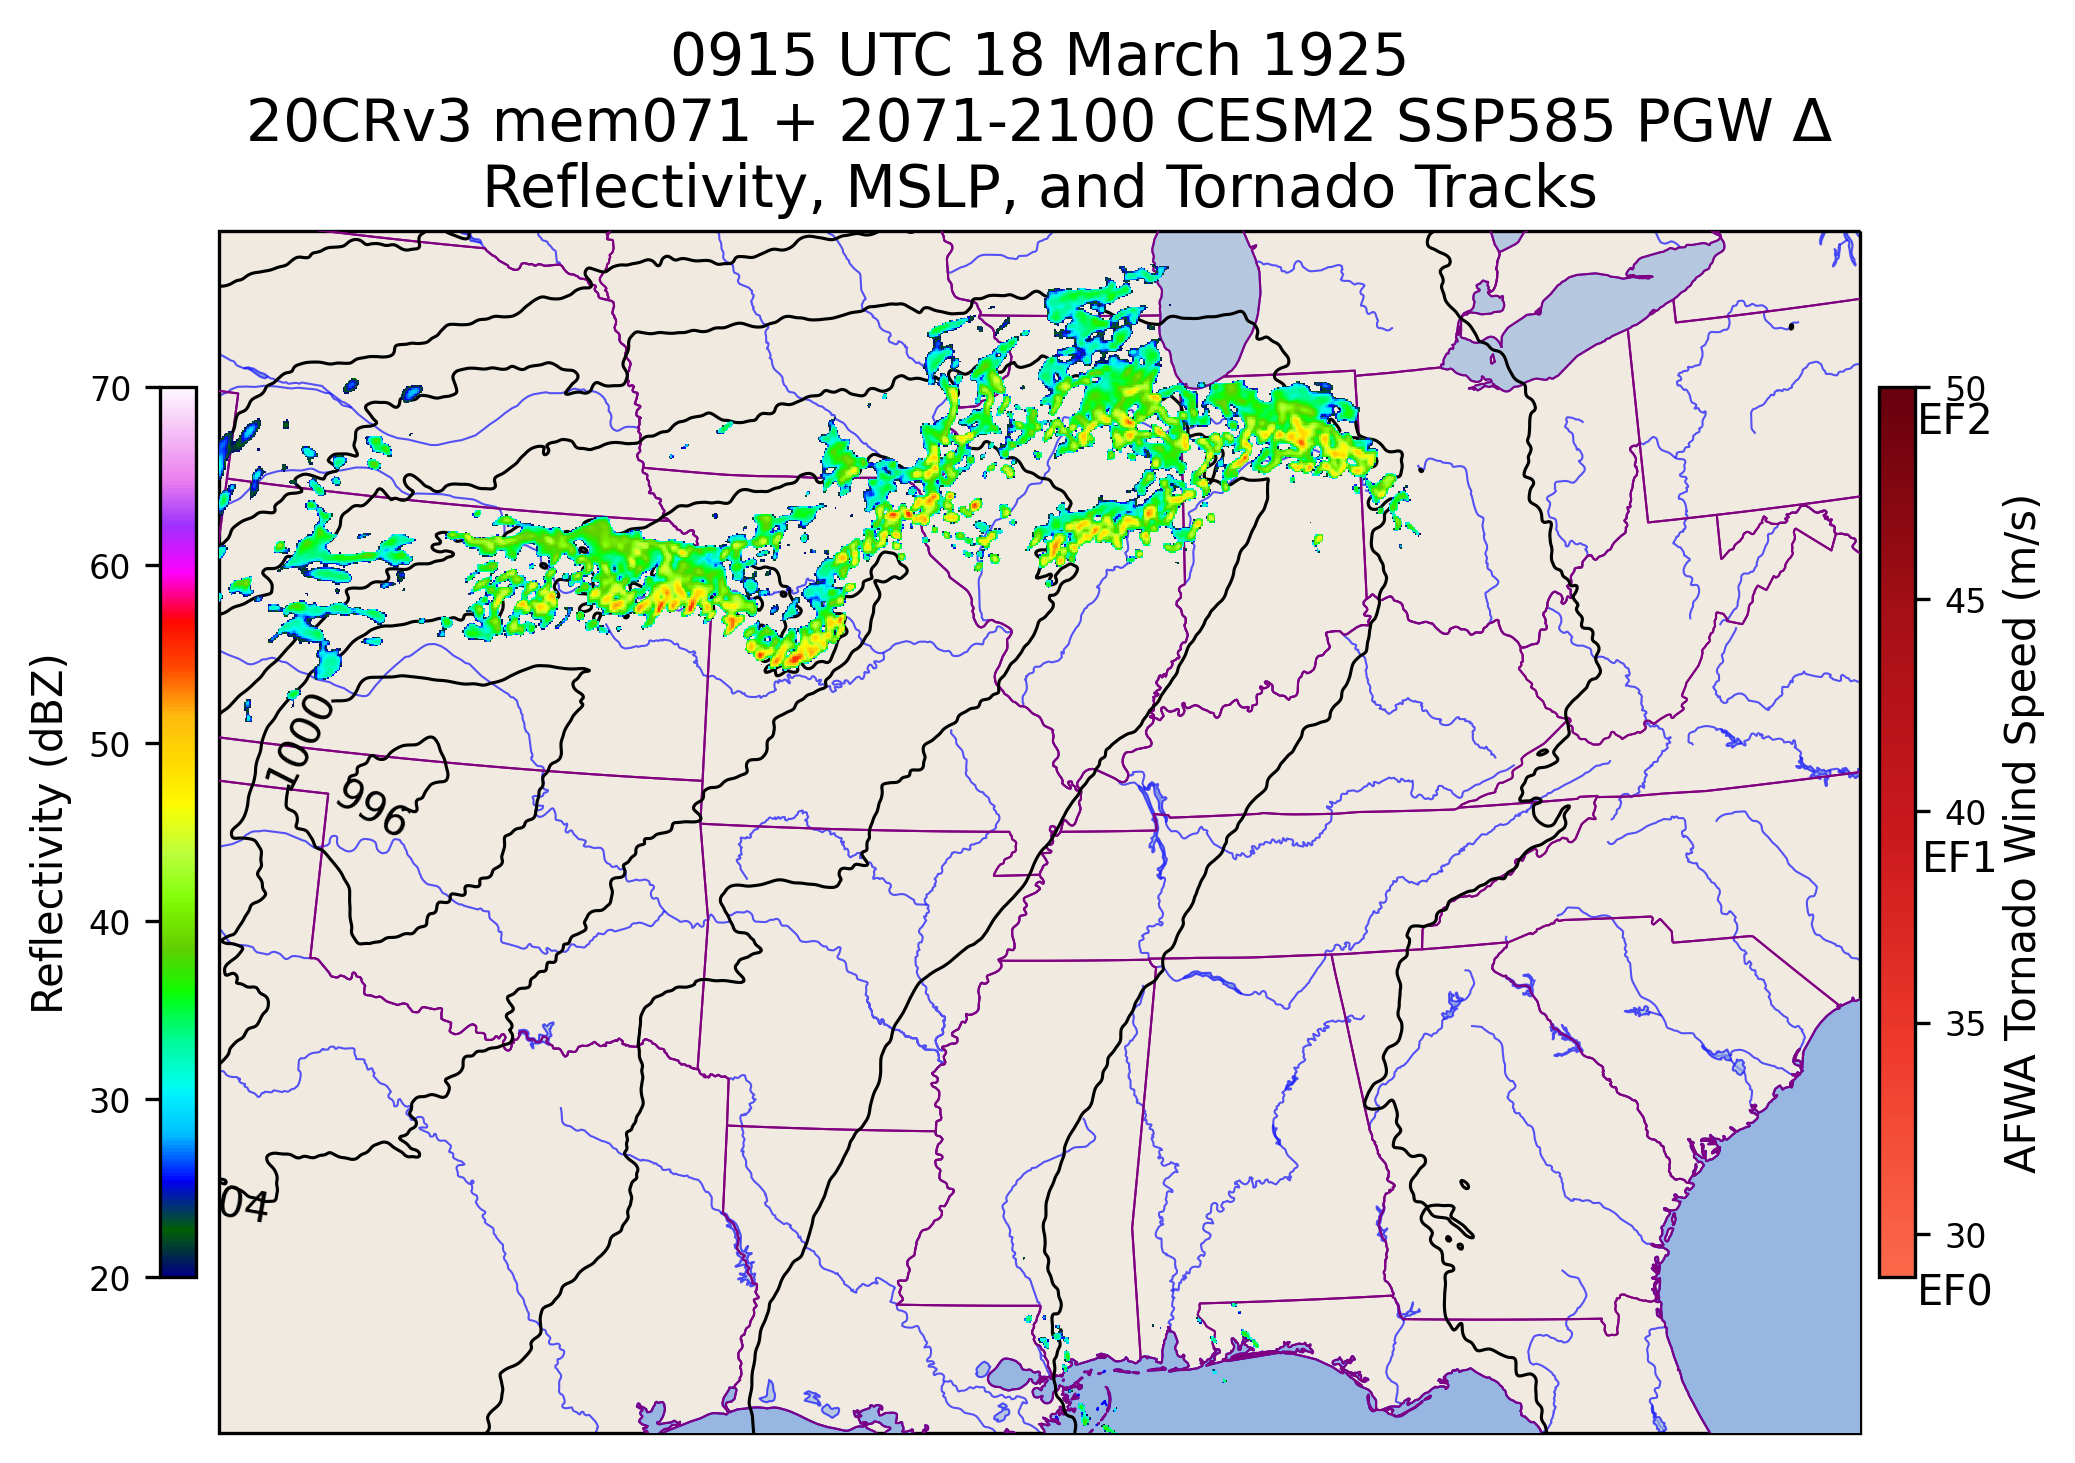 0915 UTC 18 March 1925
20CRv3 mem071 + 2071-2100 CESM2 SSP585 PGW Δ
Reflectivity, MSLP, and Tornado Tracks
70
60
50
40
30
20
Reflectivity (dBZ)
1000
996
04
50
EF2
45
40
EF1
35
30
EF0
AFWA Tornado Wind Speed (m/s)